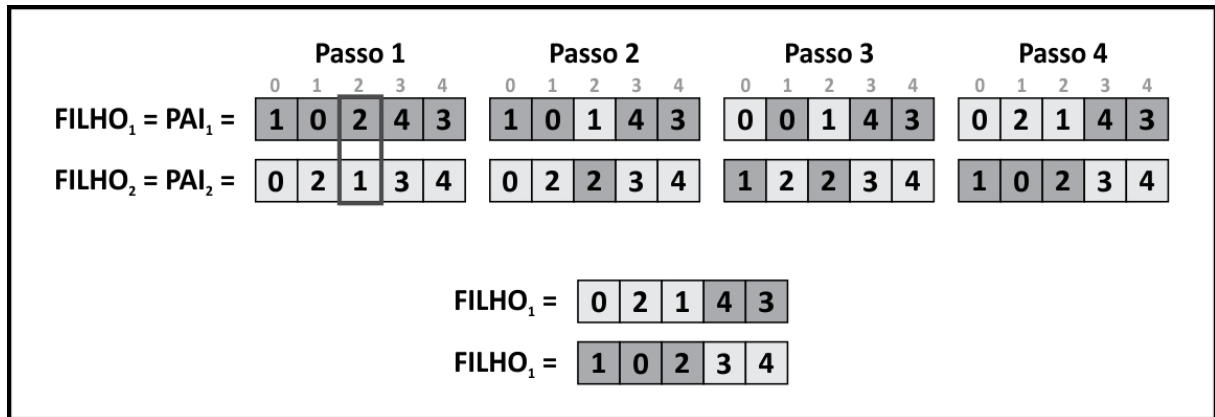 Passo 1 Passo 2 Passo 3 Passo 4
0 1 2 3 4 0 1 2 3 4 0 1 2 3 4 0 1 2 3 4
FILHO₁ = PAI₁ = 1 0 2 4 3 1 0 1 4 3 0 0 1 4 3 0 2 1 4 3
FILHO₂ = PAI₂ = 0 2 1 3 4 0 2 2 3 4 1 2 2 3 4 1 0 2 3 4
FILHO₁ = 0 2 1 4 3
FILHO₁ = 1 0 2 3 4